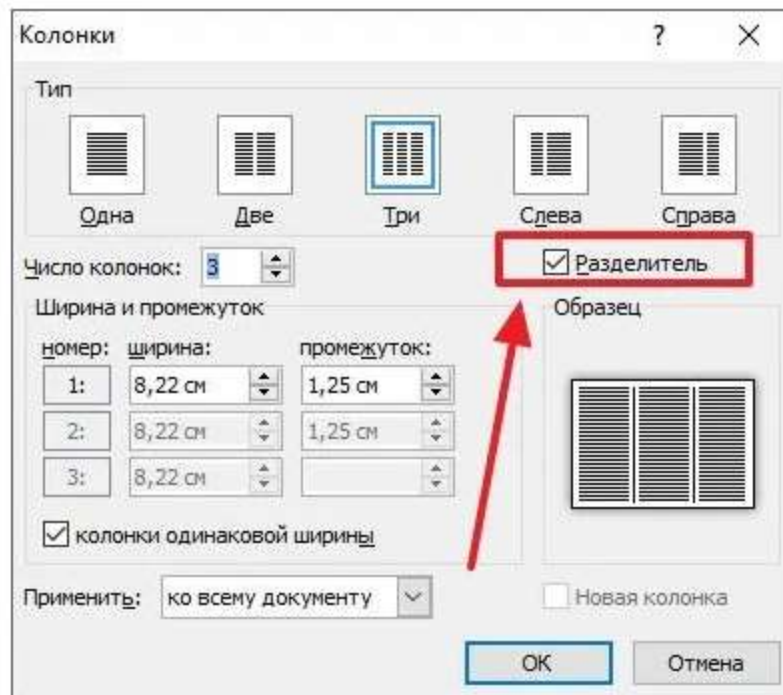 Колонки ?
Тип
Одна Две Три Слева Справа
Число колонок: 3 Разделитель
Ширина и промежуток Образец
номер: ширина: промежуток:
1: 8,22 см 1,25 см
2: 8,22 см 1,25 см
3: 8,22 см
колонки одинаковой ширины
Применить: ко всему документу Новая колонка
ОК Отмена